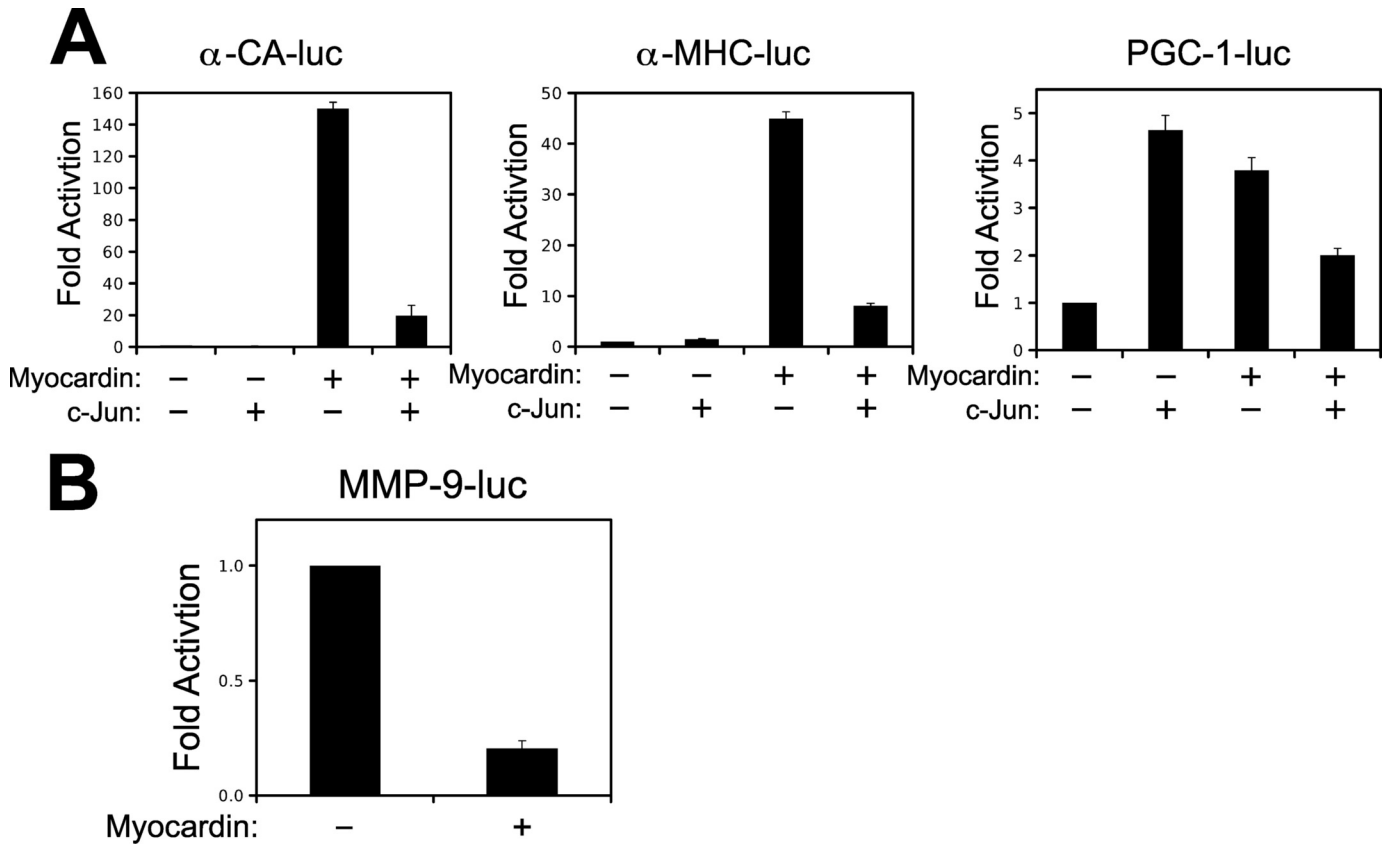 A
α-CA-luc
Fold Activtion
160
140
120
100
80
60
40
20
0
Myocardin: – – + +
c-Jun: – + – +
α-MHC-luc
Fold Activtion
50
40
30
20
10
0
Myocardin: – – + +
c-Jun: – + – +
PGC-1-luc
Fold Activtion
5
4
3
2
1
0
Myocardin: – – + +
c-Jun: – + – +
B
MMP-9-luc
Fold Activtion
1.0
0.5
0.0
Myocardin: – +